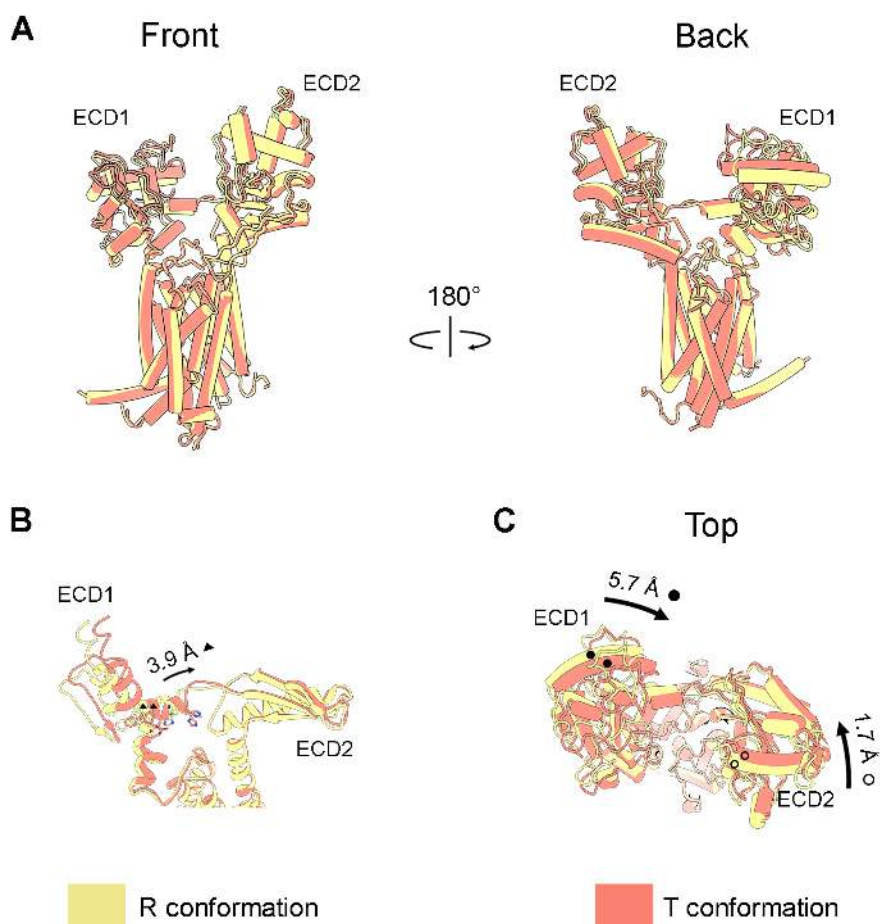 A
Front
Back
ECD1
ECD2
ECD2
ECD1
180°
B
C
Top
ECD1
3.9 Å ▲
ECD2
5.7 Å ●
ECD1
1.7 Å ○
ECD2
R conformation
T conformation